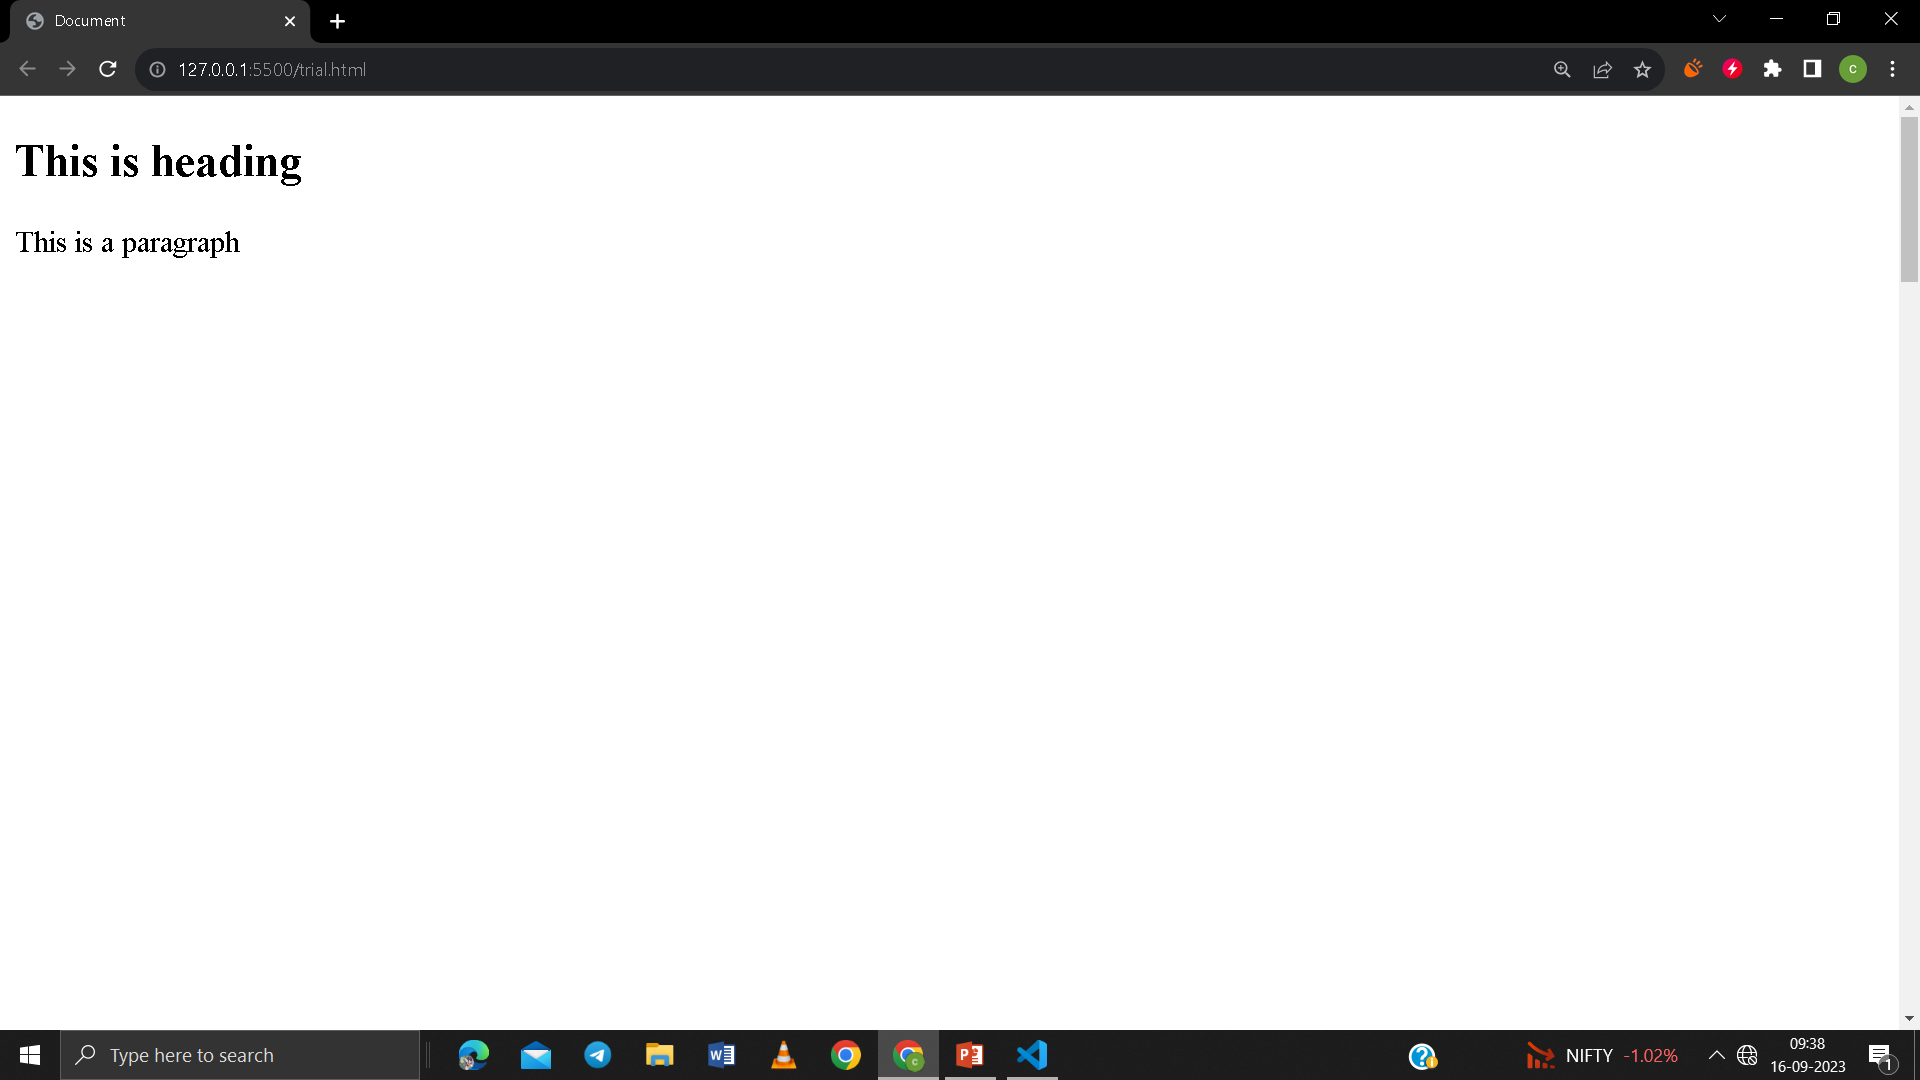 Document
127.0.0.1:5500/trial.html
c
This is heading
This is a paragraph
Type here to search
W
P
c
NIFTY -1.02%
09:38
16-09-2023
1